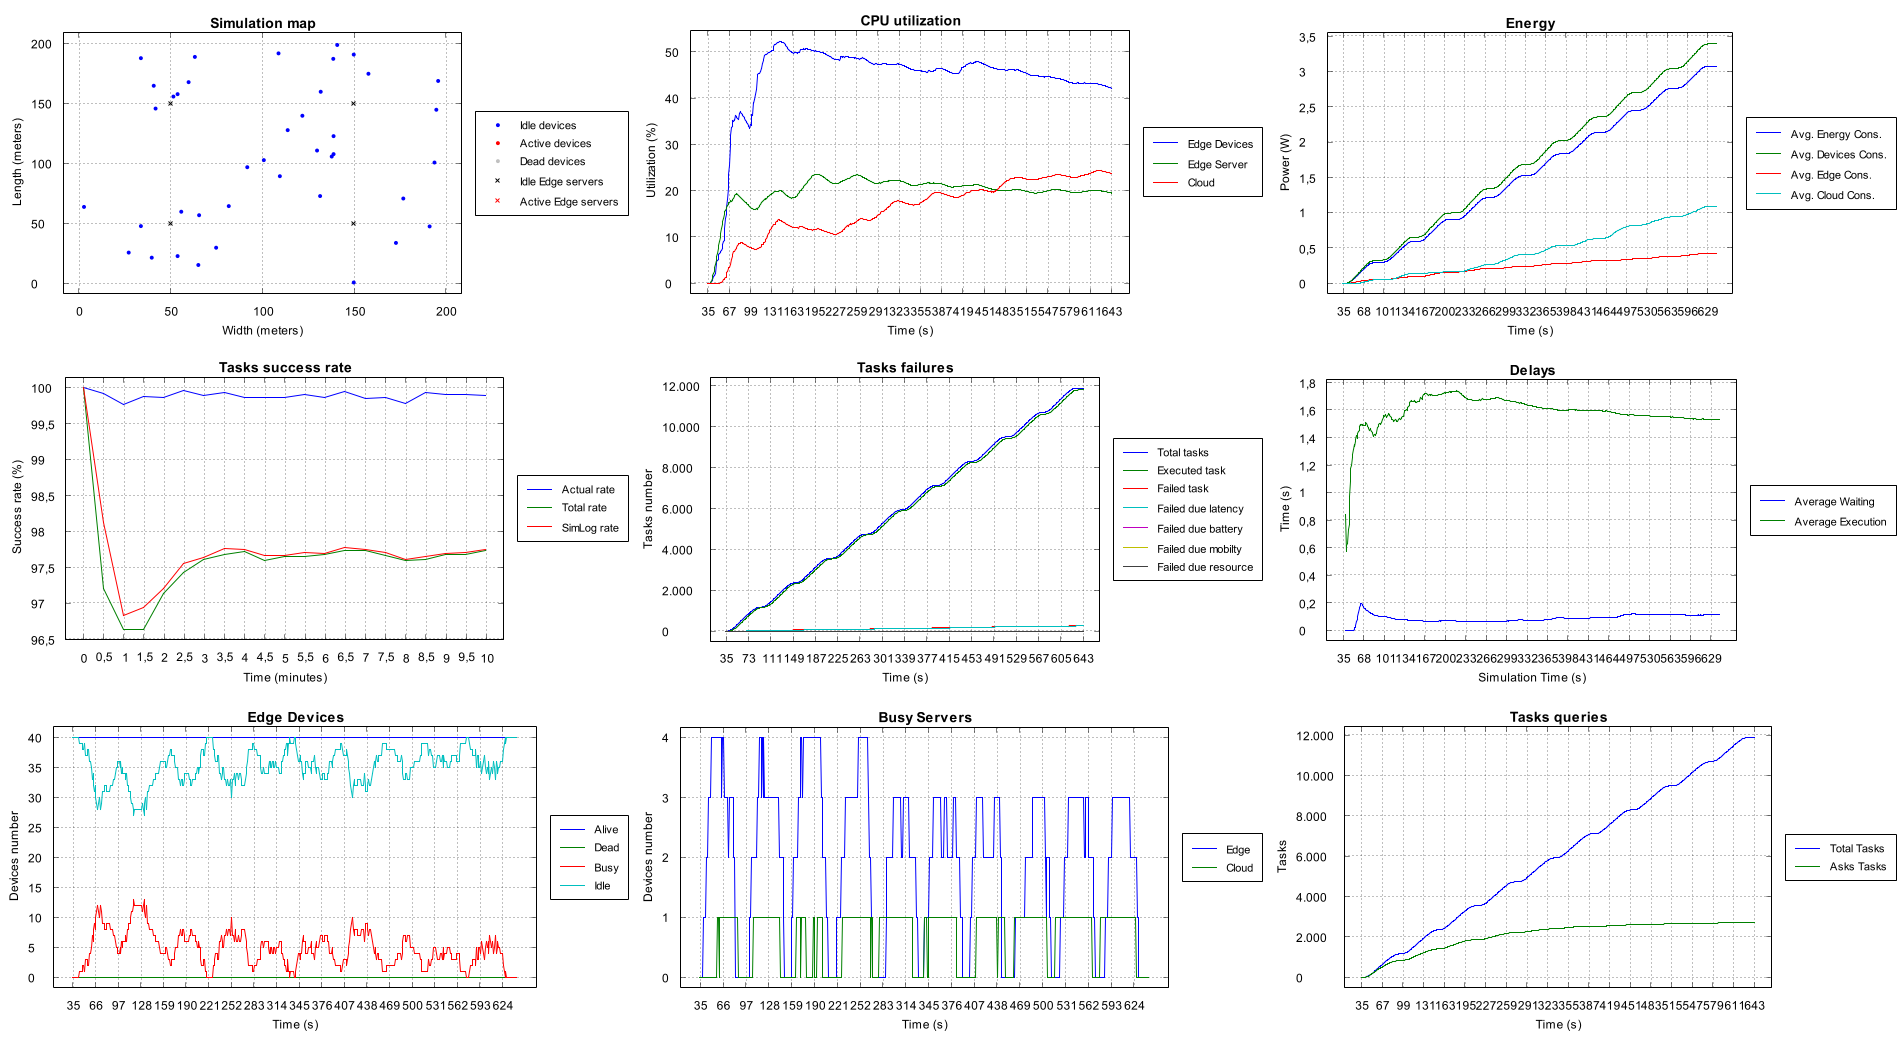 Simulation map
200
150
100
50
0
0
50
100
150
200
Length (meters)
Width (meters)
Idle devices
Active devices
Dead devices
Idle Edge servers
Active Edge servers
CPU utilization
50
40
30
20
10
0
Utilization (%)
35 67 99 131163195227259291323355387419451483515547579611643
Time (s)
Edge Devices
Edge Server
Cloud
Energy
3,5
3
2,5
2
1,5
1
0,5
0
Power (W)
35 68 101134167200233266299332365398431464497530563596629
Time (s)
Avg. Energy Cons.
Avg. Devices Cons.
Avg. Edge Cons.
Avg. Cloud Cons.
Tasks success rate
100
99,5
99
98,5
98
97,5
97
96,5
Success rate (%)
0 0,5 1 1,5 2 2,5 3 3,5 4 4,5 5 5,5 6 6,5 7 7,5 8 8,5 9 9,5 10
Time (minutes)
Actual rate
Total rate
SimLog rate
Tasks failures
12.000
10.000
8.000
6.000
4.000
2.000
0
Tasks number
35 73 111149187225263301339377415453491529567605643
Time (s)
Total tasks
Executed task
Failed task
Failed due latency
Failed due battery
Failed due mobilty
Failed due resource
Delays
1,8
1,6
1,4
1,2
1
0,8
0,6
0,4
0,2
0
Time (s)
35 68 101134167200233266299332365398431464497530563596629
Simulation Time (s)
Average Waiting
Average Execution
Edge Devices
40
35
30
25
20
15
10
5
0
Devices number
35 66 97 128 159 190 221252 283 314 345 376 407 438 469 500 531562593 624
Time (s)
Alive
Dead
Busy
Idle
Busy Servers
4
3
2
1
0
Devices number
35 66 97 128 159 190 221252 283 314 345 376 407 438 469 500 531562593 624
Time (s)
Edge
Cloud
Tasks queries
12.000
10.000
8.000
6.000
4.000
2.000
0
Tasks
35 67 99 131163195227259291323355387419451483515547579611643
Time (s)
Total Tasks
Asks Tasks